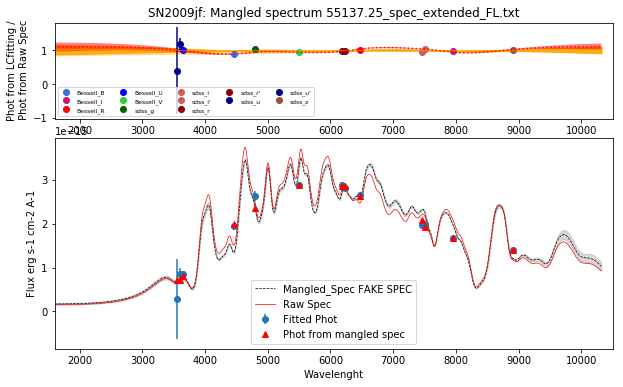 SN2009jf: Mangled spectrum 55137.25_spec_extended_FL.txt
Phot from LCfitting /
Phot from Raw Spec
1
0
−1
Bessell_B
Bessell_I
Bessell_R
Bessell_U
Bessell_V
sdss_g
sdss_i
sdss_i'
sdss_r
sdss_r'
sdss_u
sdss_u'
sdss_z
2000 3000 4000 5000 6000 7000 8000 9000 10000
Flux erg s-1 cm-2 A-1
3
2
1
0
Mangled_Spec FAKE SPEC
Raw Spec
Fitted Phot
Phot from mangled spec
2000 3000 4000 5000 6000 7000 8000 9000 10000
Wavelenght